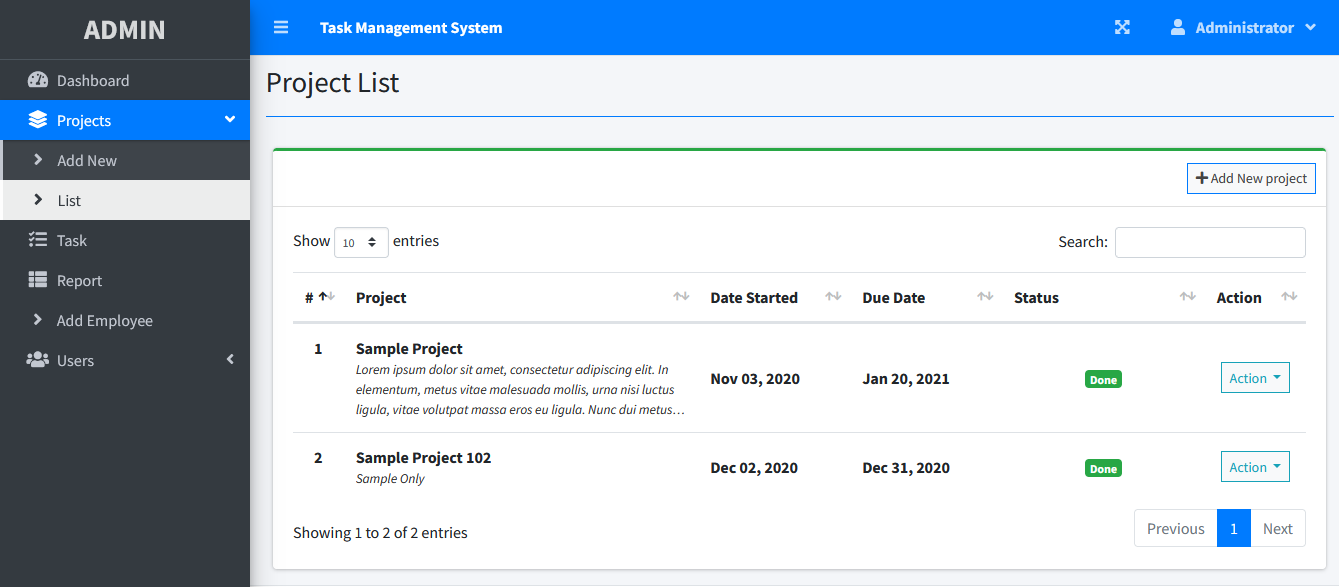 ADMIN
Task Management System
Administrator
Dashboard
Projects
Add New
List
Task
Report
Add Employee
Users
Project List
Add New project
Show 10 entries
Search:
# Project Date Started Due Date Status Action
1 Sample Project
Lorem ipsum dolor sit amet, consectetur adipiscing elit. In
elementum, metus vitae malesuada mollis, urna nisi luctus
ligula, vitae volutpat massa eros eu ligula. Nunc dui metus…
Nov 03, 2020 Jan 20, 2021 Done Action
2 Sample Project 102
Sample Only
Dec 02, 2020 Dec 31, 2020 Done Action
Showing 1 to 2 of 2 entries
Previous 1 Next